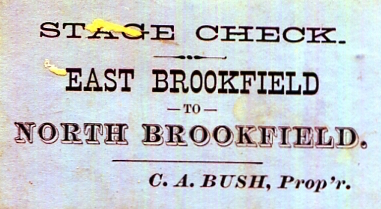 STAGE CHECK.
EAST BROOKFIELD
— TO —
NORTH BROOKFIELD.
C. A. BUSH, Prop'r.